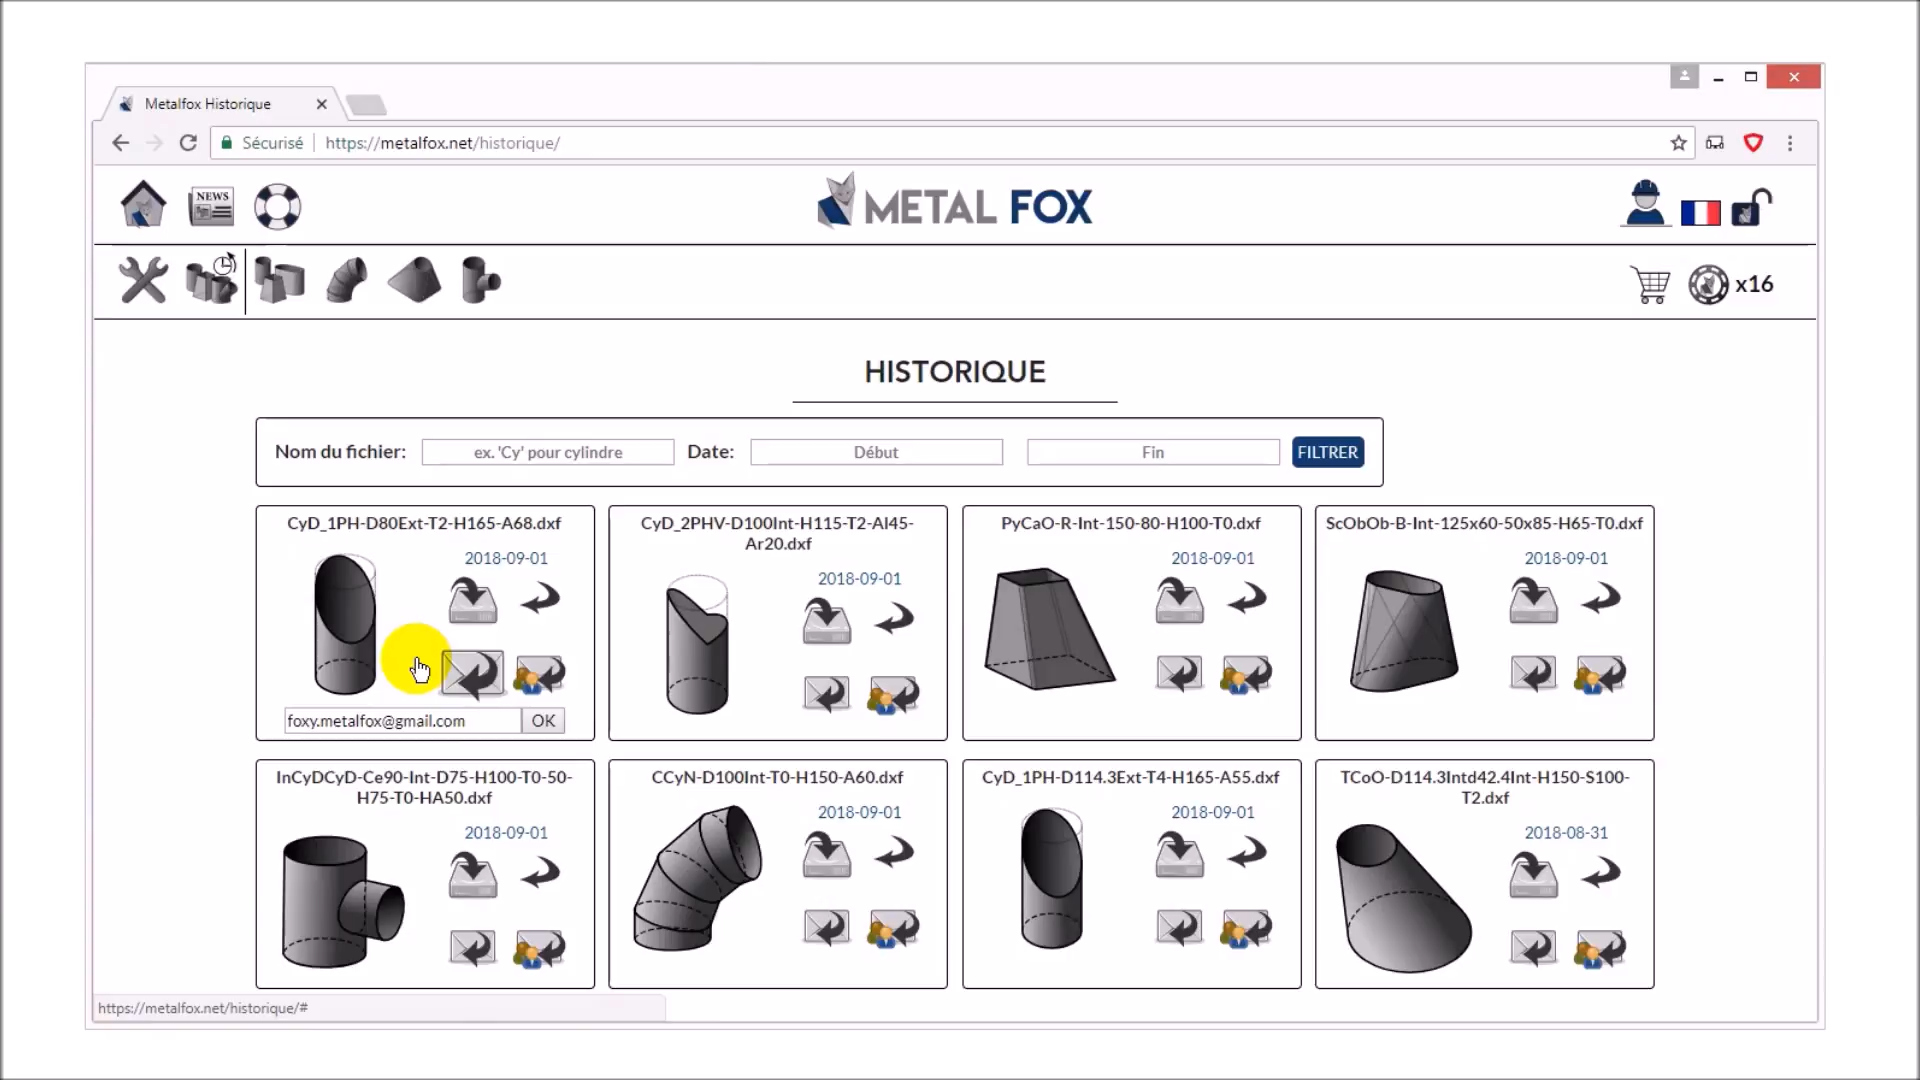 Metalfox Historique
Sécurisé https://metalfox.net/historique/
NEWS
METAL FOX
x16
HISTORIQUE
Nom du fichier: ex. 'Cy' pour cylindre Date: Début Fin FILTRER
CyD_1PH-D80Ext-T2-H165-A68.dxf
2018-09-01
foxy.metalfox@gmail.com OK
CyD_2PHV-D100Int-H115-T2-Al45-
Ar20.dxf
2018-09-01
PyCaO-R-Int-150-80-H100-T0.dxf
2018-09-01
ScObOb-B-Int-125x60-50x85-H65-T0.dxf
2018-09-01
InCyDCyD-Ce90-Int-D75-H100-T0-50-
H75-T0-HA50.dxf
2018-09-01
CCyN-D100Int-T0-H150-A60.dxf
2018-09-01
CyD_1PH-D114.3Ext-T4-H165-A55.dxf
2018-09-01
TCoO-D114.3Intd42.4Int-H150-S100-
T2.dxf
2018-08-31
https://metalfox.net/historique/#